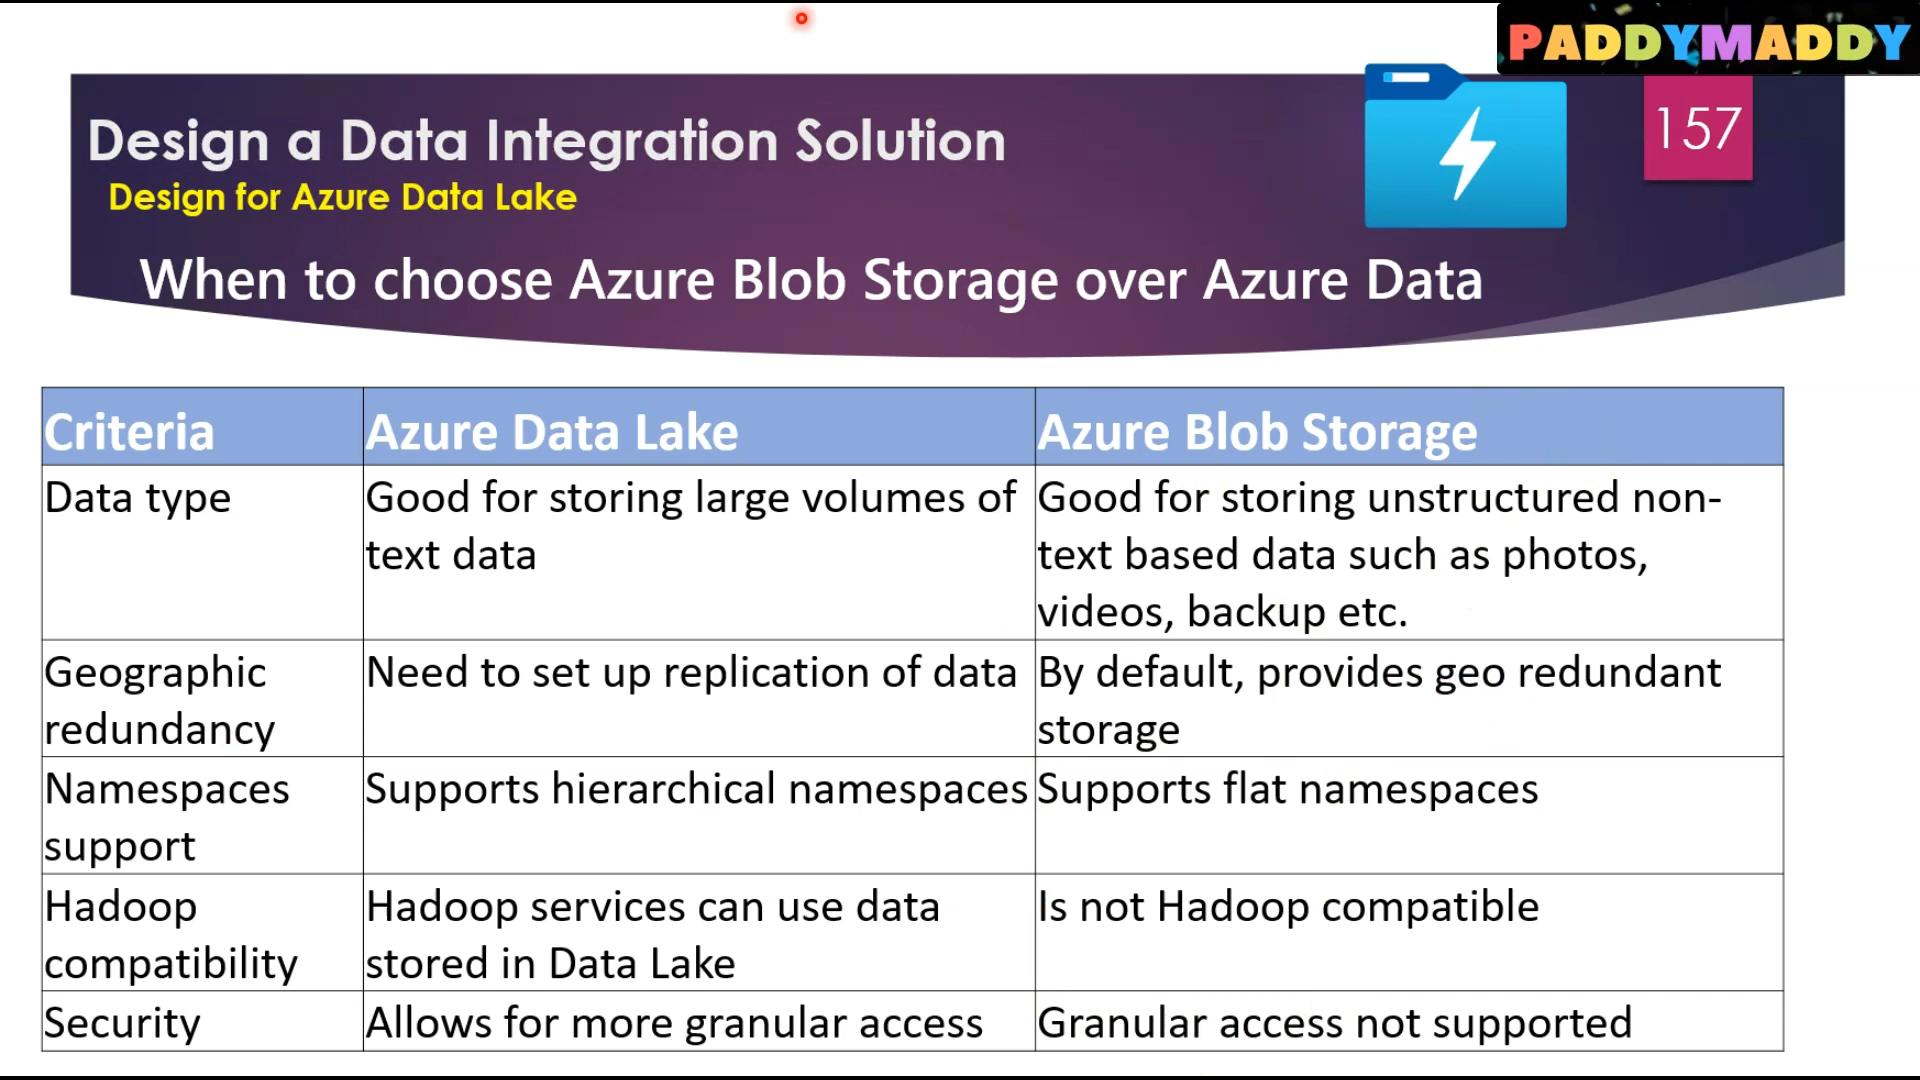 PADDYMADDY
157
Design a Data Integration Solution
Design for Azure Data Lake
When to choose Azure Blob Storage over Azure Data
Criteria
Azure Data Lake
Azure Blob Storage
Data type
Good for storing large volumes of
text data
Good for storing unstructured non-
text based data such as photos,
videos, backup etc.
Geographic
redundancy
Need to set up replication of data
By default, provides geo redundant
storage
Namespaces
support
Supports hierarchical namespaces
Supports flat namespaces
Hadoop
compatibility
Hadoop services can use data
stored in Data Lake
Is not Hadoop compatible
Security
Allows for more granular access
Granular access not supported